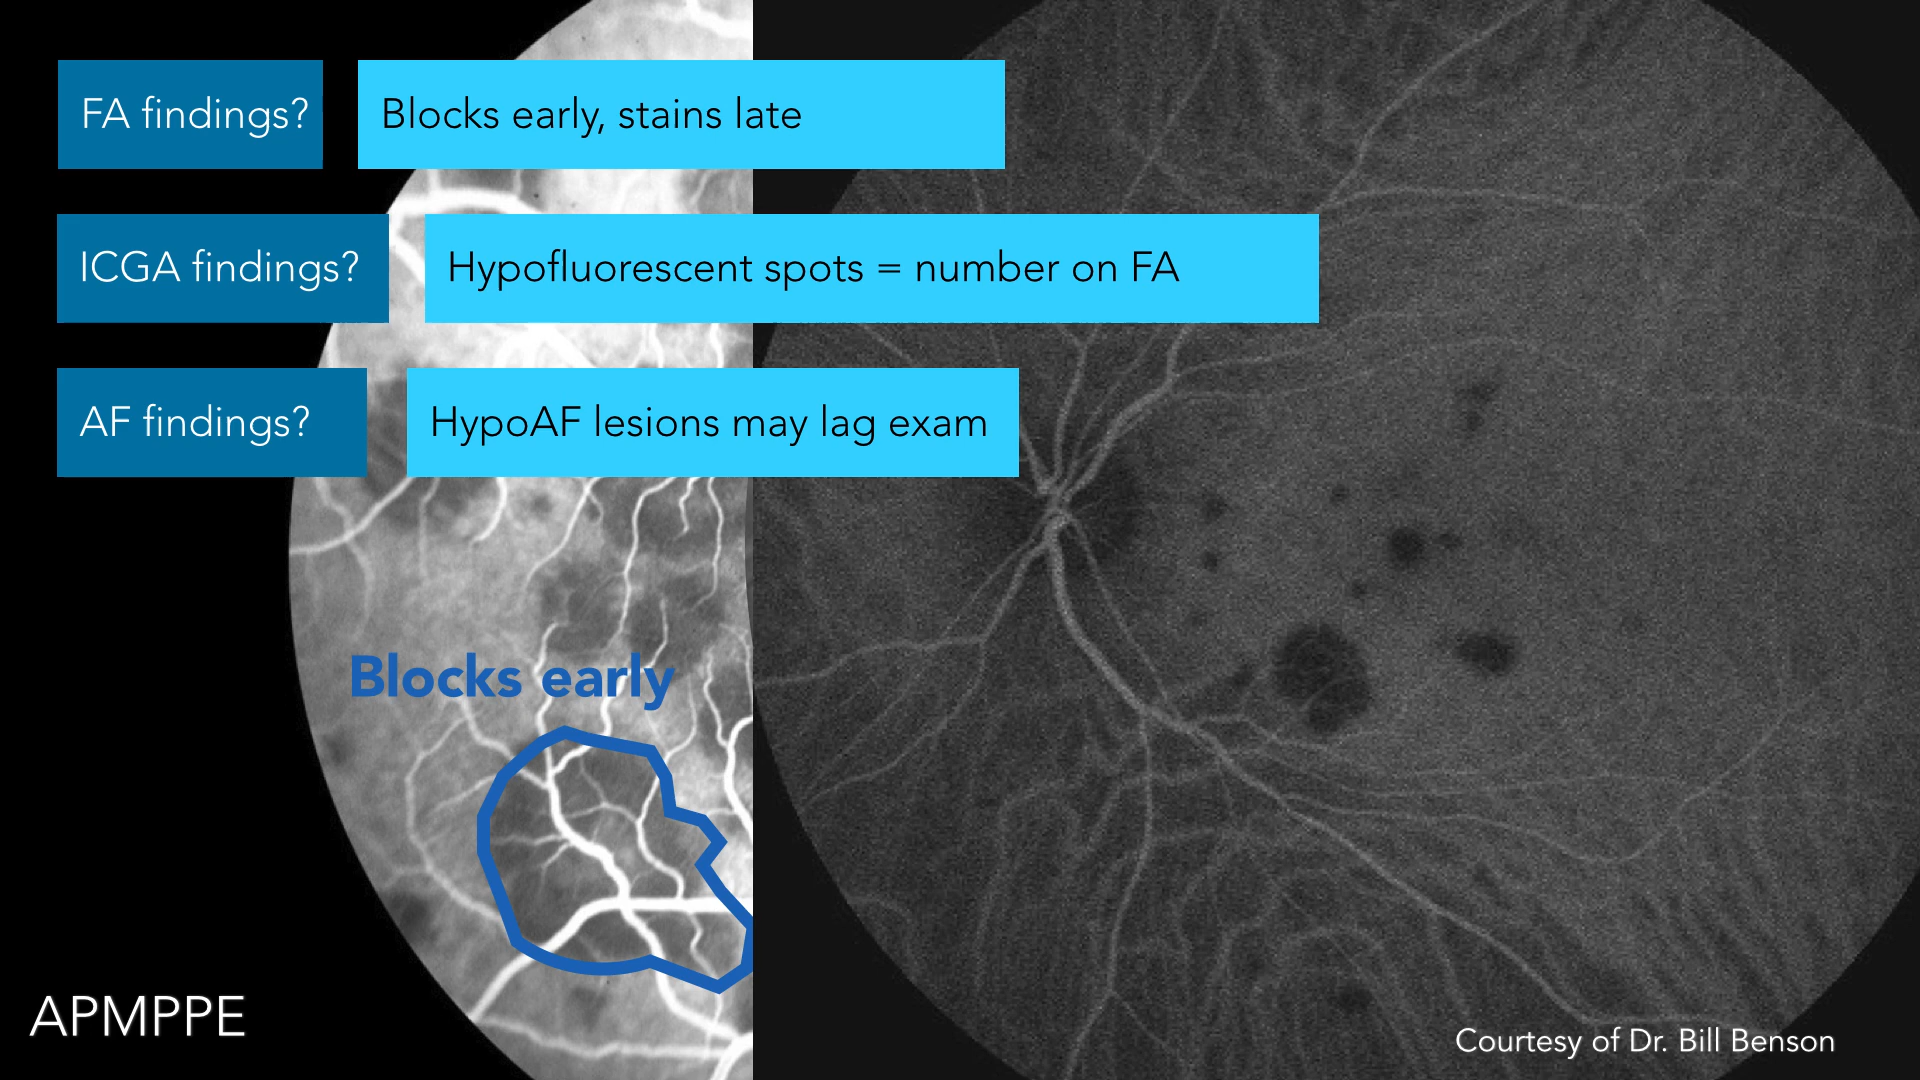 FA findings?
Blocks early, stains late
ICGA findings?
Hypofluorescent spots = number on FA
AF findings?
HypoAF lesions may lag exam
Blocks early
APMPPE
Courtesy of Dr. Bill Benson